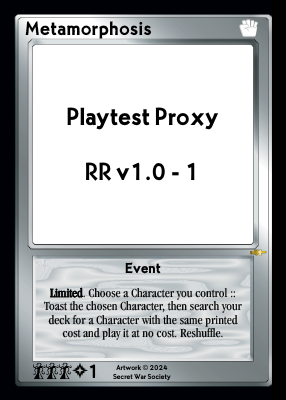 Metamorphosis
Playtest Proxy
RR v1.0 - 1
Event
Limited. Choose a Character you control ::
Toast the chosen Character, then search your
deck for a Character with the same printed
cost and play it at no cost. Reshuffle.
1
Artwork © 2024
Secret War Society